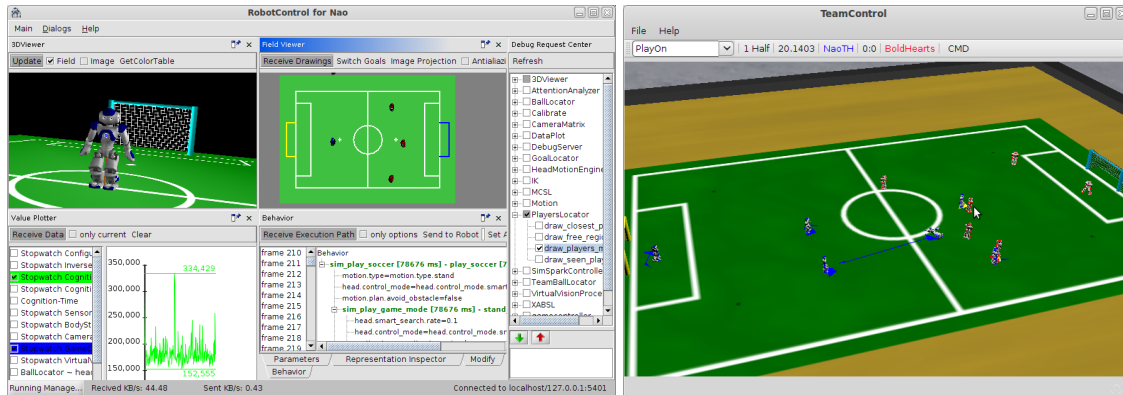 RobotControl for Nao
Main Dialogs Help
3DViewer
Update Field Image GetColorTable
Field Viewer
Receive Drawings Switch Goals Image Projection Antialiazi
Debug Request Center
Refresh
3DViewer
AttentionAnalyzer
BallLocator
Calibrate
CameraMatrix
DataPlot
DebugServer
GoalLocator
HeadMotionEngine
IK
MCSL
Motion
PlayersLocator
draw_closest_p
draw_free_regi
draw_players_m
draw_seen_play
SimSparkControlle
TeamBallLocator
VirtualVisionProce
XABSL
gamecontroller
Value Plotter
Receive Data only current Clear
Stopwatch Configu
Stopwatch Inverse
Stopwatch Cogniti
Stopwatch Cogniti
Cognition-Time
Stopwatch Sensor
Stopwatch BodySt
Stopwatch Camera
Stopwatch Virtual
BallLocator ~ hea
350,000
300,000
250,000
200,000
150,000
334,429
152,555
Behavior
Receive Execution Path only options Send to Robot Set A
frame 210
frame 211
frame 212
frame 213
frame 214
frame 215
frame 216
frame 217
frame 218
frame 219
sim_play_soccer [78676 ms] - play_soccer [7
motion.type=motion.type.stand
head.control_mode=head.control_mode.smart
motion.plan.avoid_obstacle=false
sim_play_game_mode [78676 ms] - stand
head.smart_search.rate=0.1
head.control_mode=head.control_mode.sr
Parameters Representation Inspector Modify
Behavior
Running Manage... Recived KB/s: 44.48 Sent KB/s: 0.43 Connected to localhost/127.0.0.1:5401
TeamControl
File Help
PlayOn 1 Half 20.1403 NaoTH 0:0 BoldHearts CMD